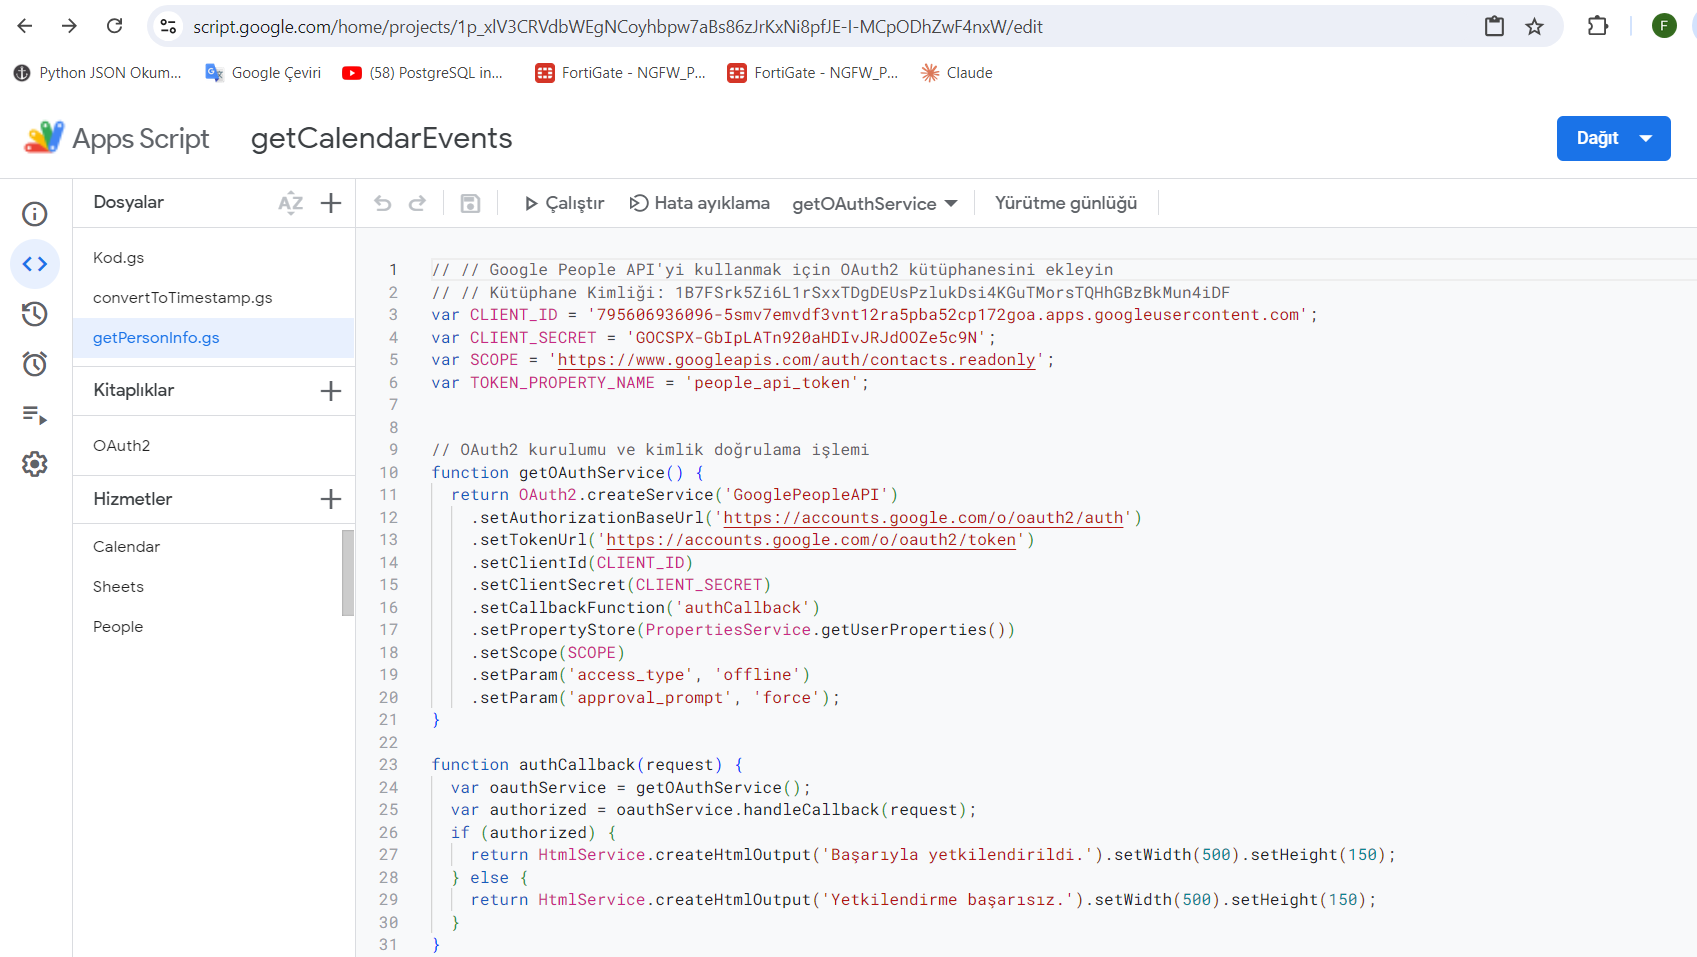 script.google.com/home/projects/1p_xlV3CRVdbWEgNCoyhbpw7aBs86zJrKxNi8pfJE-I-MCpODhZwF4nxW/edit
F
Python JSON Okum...
Google Çeviri
(58) PostgreSQL in...
FortiGate - NGFW_P...
FortiGate - NGFW_P...
Claude
Apps Script
getCalendarEvents
Dağıt
Dosyalar
AZ
Çalıştır
Hata ayıklama
getOAuthService
Yürütme günlüğü
Kod.gs
convertToTimestamp.gs
getPersonInfo.gs
Kitaplıklar
OAuth2
Hizmetler
Calendar
Sheets
People
1 // // Google People API'yi kullanmak için OAuth2 kütüphanesini ekleyin
2 // // Kütüphane Kimliği: 1B7FSrk5Zi6L1rSxxTDgDEUsPzlukDsi4KGuTMorsTQHhGBzBkMun4iDF
3 var CLIENT_ID = '795606936096-5smv7emvdf3vnt12ra5pba52cp172goa.apps.googleusercontent.com';
4 var CLIENT_SECRET = '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';
5 var SCOPE = 'https://www.googleapis.com/auth/contacts.readonly';
6 var TOKEN_PROPERTY_NAME = 'people_api_token';
7
8
9 // OAuth2 kurulumu ve kimlik doğrulama işlemi
10 function getOAuthService() {
11 return OAuth2.createService('GooglePeopleAPI')
12 .setAuthorizationBaseUrl('https://accounts.google.com/o/oauth2/auth')
13 .setTokenUrl('https://accounts.google.com/o/oauth2/token')
14 .setClientId(CLIENT_ID)
15 .setClientSecret(CLIENT_SECRET)
16 .setCallbackFunction('authCallback')
17 .setPropertyStore(PropertiesService.getUserProperties())
18 .setScope(SCOPE)
19 .setParam('access_type', 'offline')
20 .setParam('approval_prompt', 'force');
21 }
22
23 function authCallback(request) {
24 var oauthService = getOAuthService();
25 var authorized = oauthService.handleCallback(request);
26 if (authorized) {
27 return HtmlService.createHtmlOutput('Başarıyla yetkilendirildi.').setWidth(500).setHeight(150);
28 } else {
29 return HtmlService.createHtmlOutput('Yetkilendirme başarısız.').setWidth(500).setHeight(150);
30 }
31 }